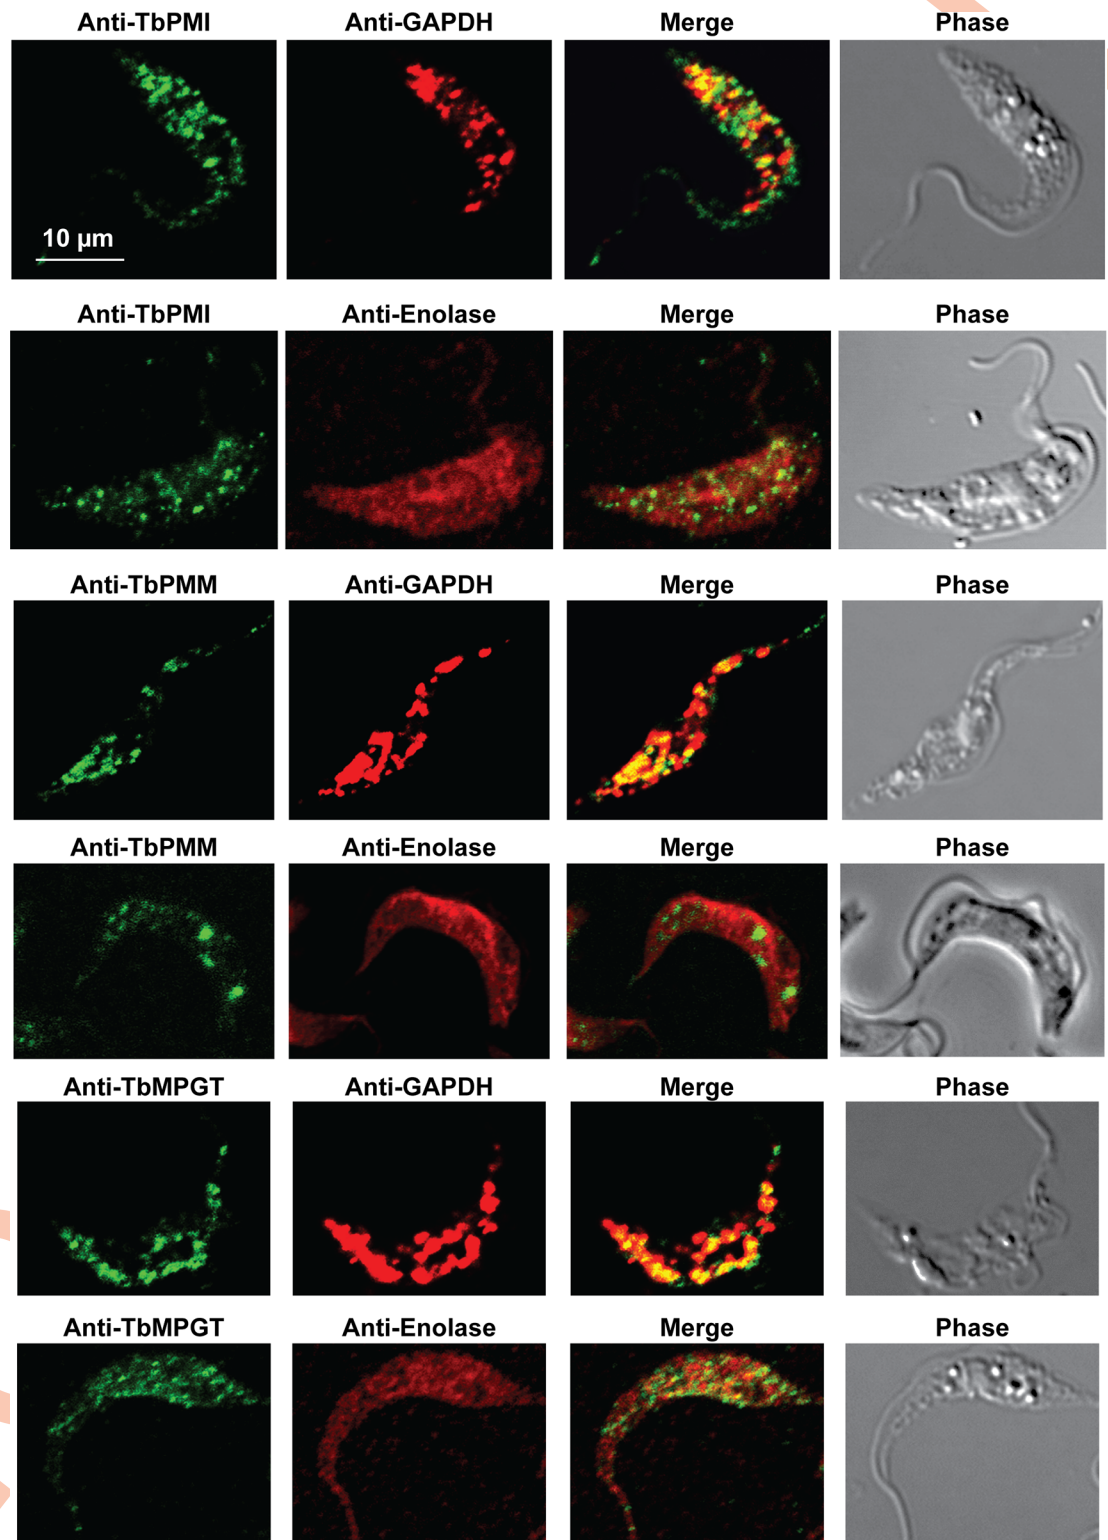 Anti-TbPMI Anti-GAPDH Merge Phase
10 µm
Anti-TbPMI Anti-Enolase Merge Phase
Anti-TbPMM Anti-GAPDH Merge Phase
Anti-TbPMM Anti-Enolase Merge Phase
Anti-TbMPGT Anti-GAPDH Merge Phase
Anti-TbMPGT Anti-Enolase Merge Phase